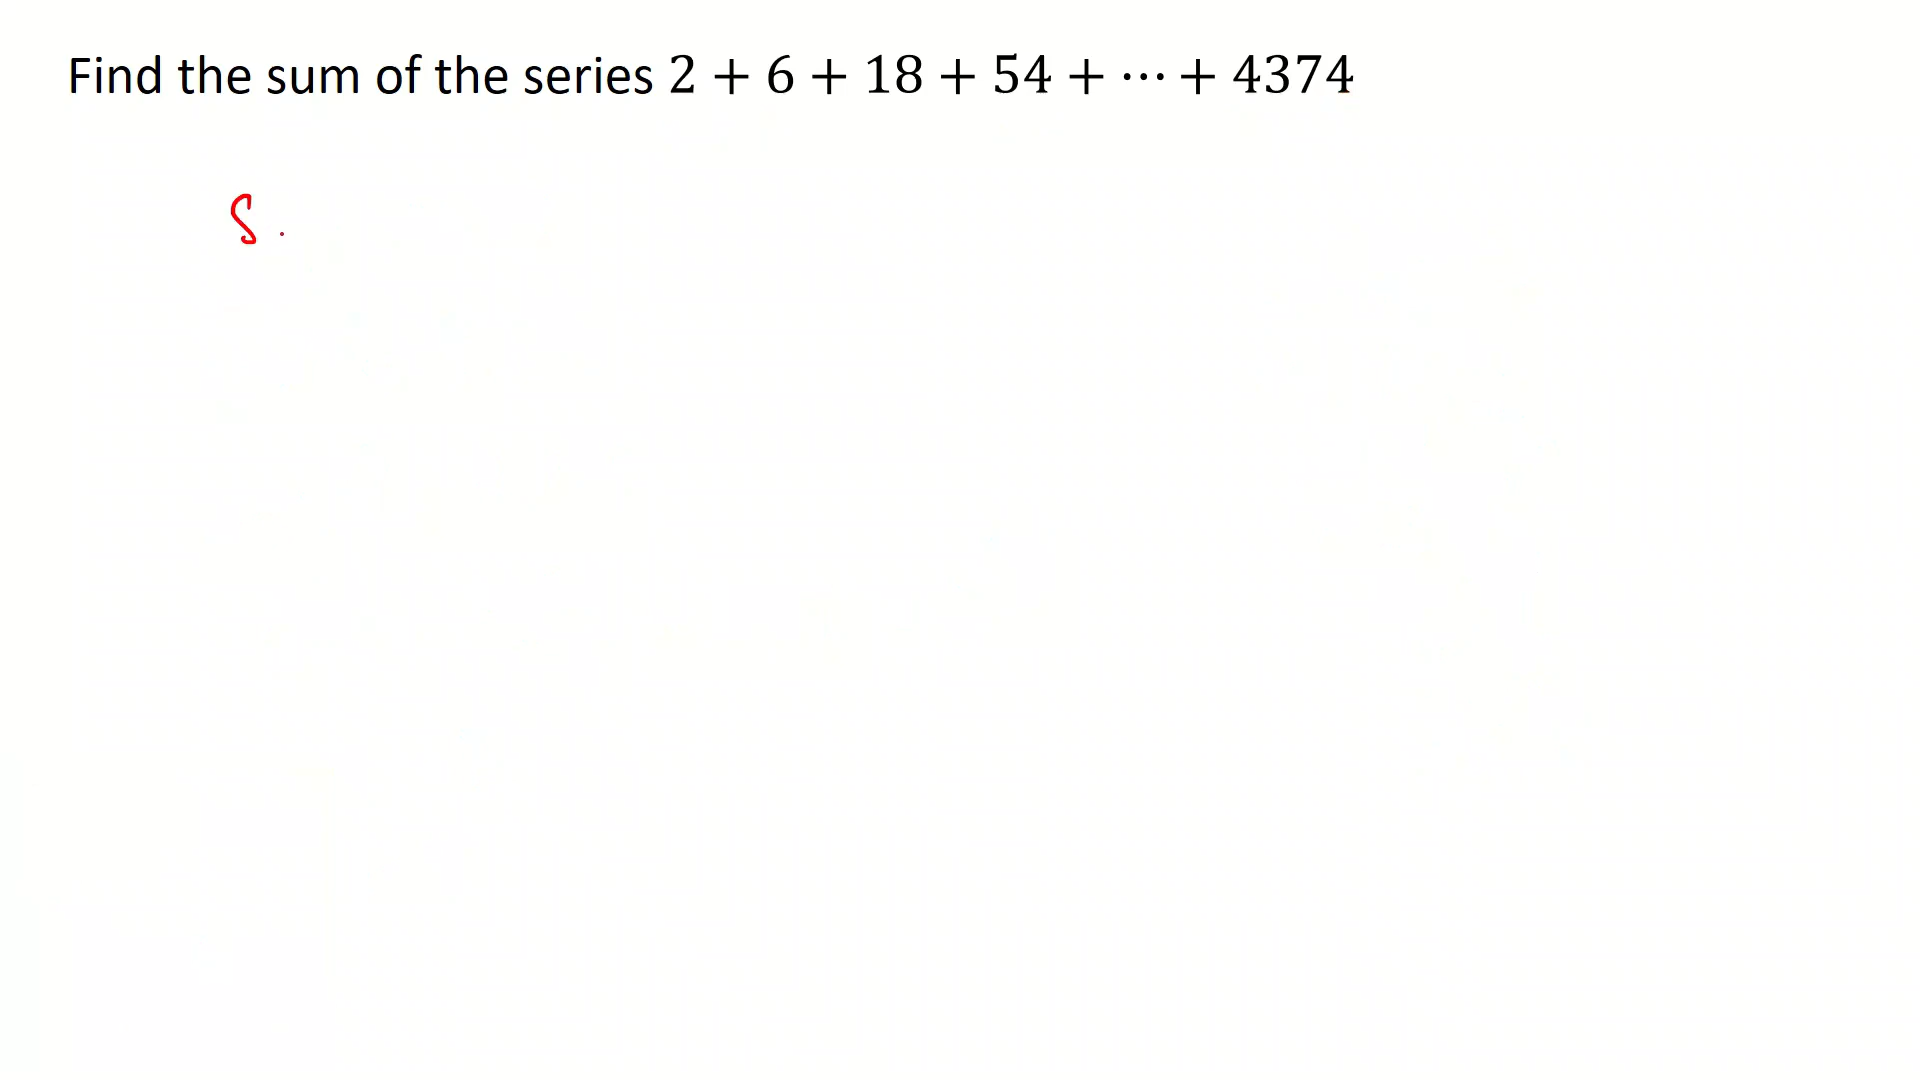 Find the sum of the series 2 + 6 + 18 + 54 + ⋯ + 4374
S